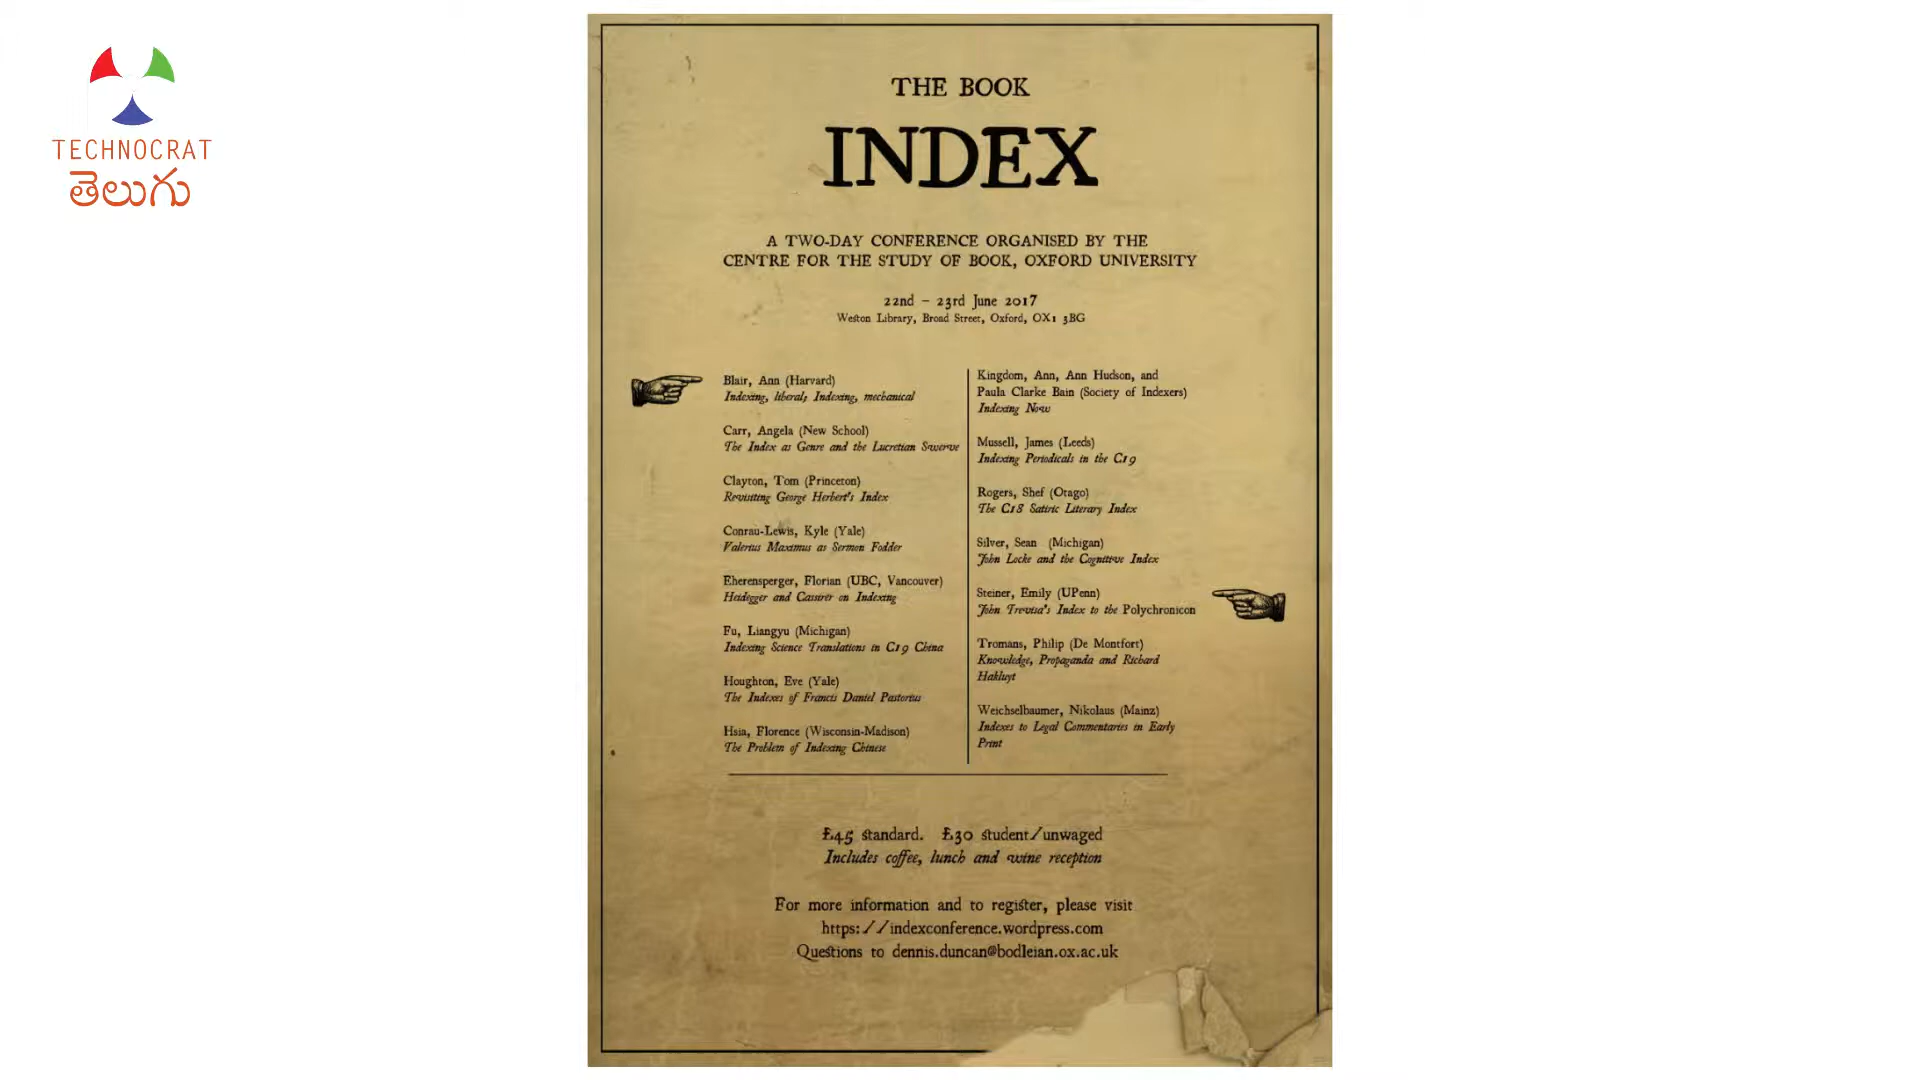 TECHNOCRAT
తెలుగు
THE BOOK
INDEX
A TWO-DAY CONFERENCE ORGANISED BY THE
CENTRE FOR THE STUDY OF BOOK, OXFORD UNIVERSITY
22nd – 23rd June 2017
Weston Library, Broad Street, Oxford, OX1 3BG
Blair, Ann (Harvard)
Indexing, liberal; Indexing, mechanical
Carr, Angela (New School)
The Index as Genre and the Lucretian Swerve
Clayton, Tom (Princeton)
Revisiting George Herbert's Index
Conrau-Lewis, Kyle (Yale)
Valerius Maximus as Sermon Fodder
Eherensperger, Florian (UBC, Vancouver)
Heidegger and Cassirer on Indexing
Fu, Liangyu (Michigan)
Indexing Science Translations in C19 China
Houghton, Eve (Yale)
The Indexes of Francis Daniel Pastorius
Hsia, Florence (Wisconsin-Madison)
The Problem of Indexing Chinese
Kingdom, Ann, Ann Hudson, and
Paula Clarke Bain (Society of Indexers)
Indexing Now
Mussell, James (Leeds)
Indexing Periodicals in the C19
Rogers, Shef (Otago)
The C18 Satiric Literary Index
Silver, Sean (Michigan)
John Locke and the Cognitive Index
Steiner, Emily (UPenn)
John Trevisa's Index to the Polychronicon
Tromans, Philip (De Montfort)
Knowledge, Propaganda and Richard
Hakluyt
Weichselbaumer, Nikolaus (Mainz)
Indexes to Legal Commentaries in Early
Print
£45 standard. £30 student/unwaged
Includes coffee, lunch and wine reception
For more information and to register, please visit
https://indexconference.wordpress.com
Questions to dennis.duncan@bodleian.ox.ac.uk